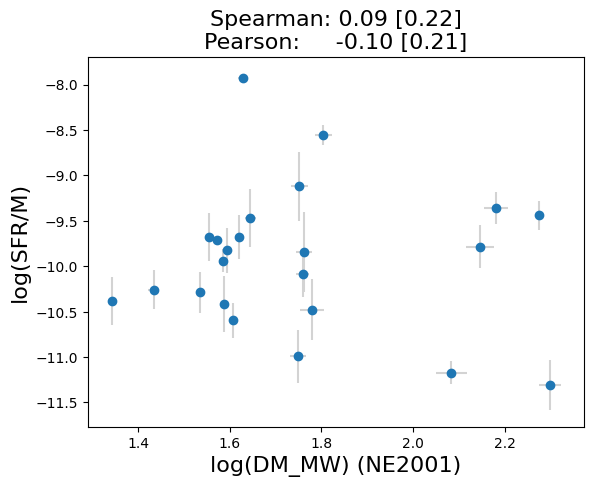 Spearman: 0.09 [0.22]
Pearson: -0.10 [0.21]
log(SFR/M)
−8.0
−8.5
−9.0
−9.5
−10.0
−10.5
−11.0
−11.5
1.4 1.6 1.8 2.0 2.2
log(DM_MW) (NE2001)